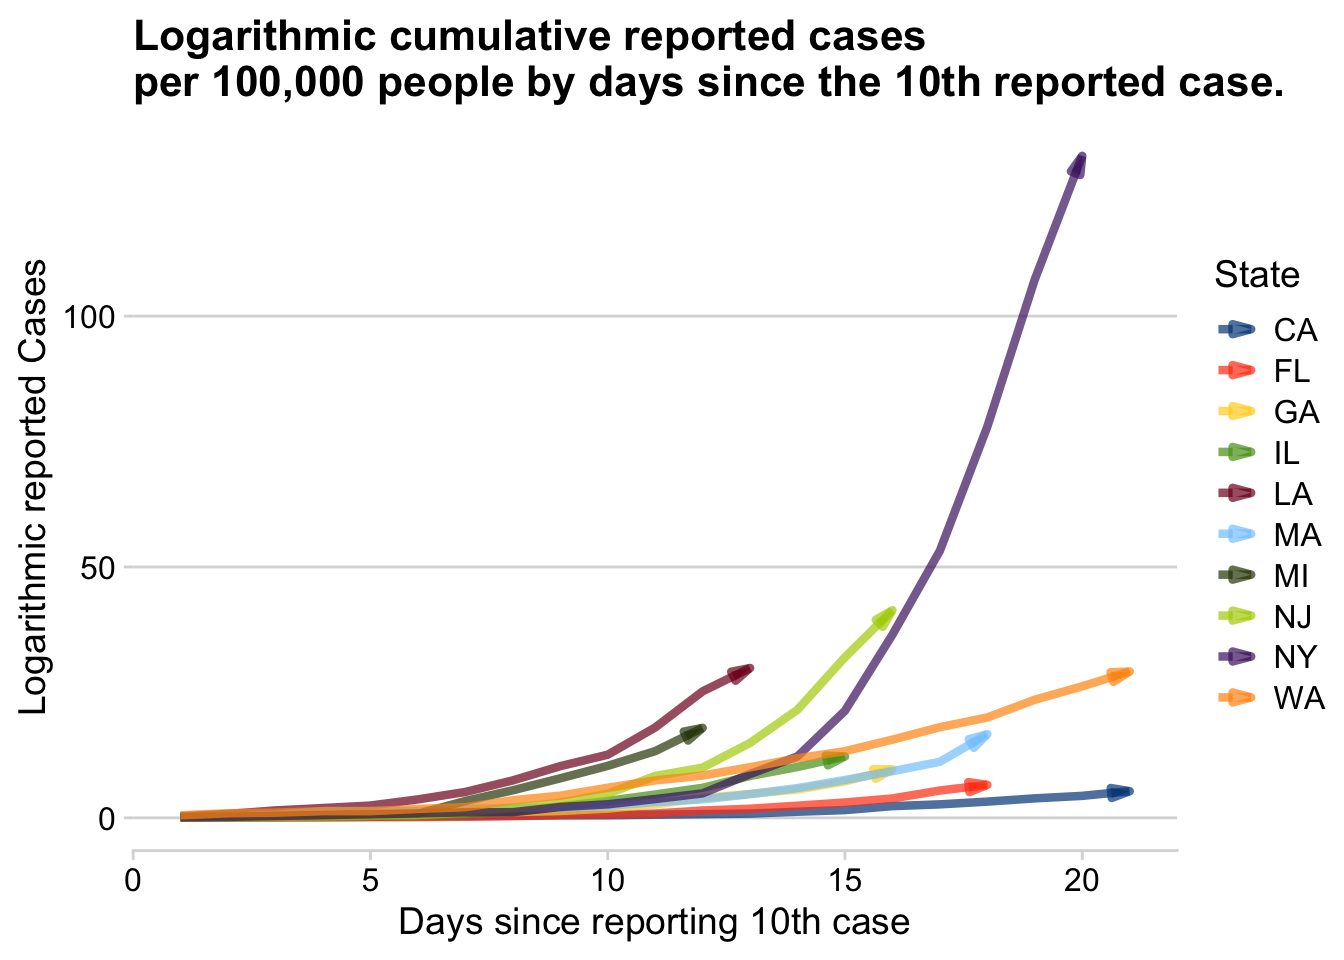 Logarithmic cumulative reported cases
per 100,000 people by days since the 10th reported case.
Logarithmic reported Cases
100
50
0
0
5
10
15
20
Days since reporting 10th case
State
CA
FL
GA
IL
LA
MA
MI
NJ
NY
WA